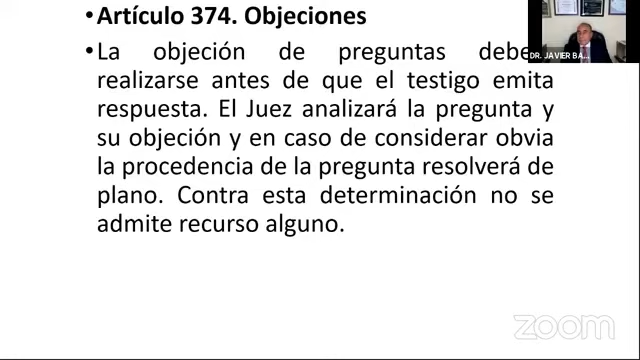 •Artículo 374. Objeciones
•La objeción de preguntas debe
realizarse antes de que el testigo emita
respuesta. El Juez analizará la pregunta y
su objeción y en caso de considerar obvia
la procedencia de la pregunta resolverá de
plano. Contra esta determinación no se
admite recurso alguno.
DR. JAVIER BA...
zoom